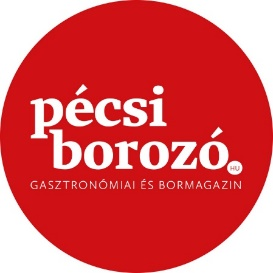 pécsi
borozó.HU
GASZTRONÓMIAI ÉS BORMAGAZIN